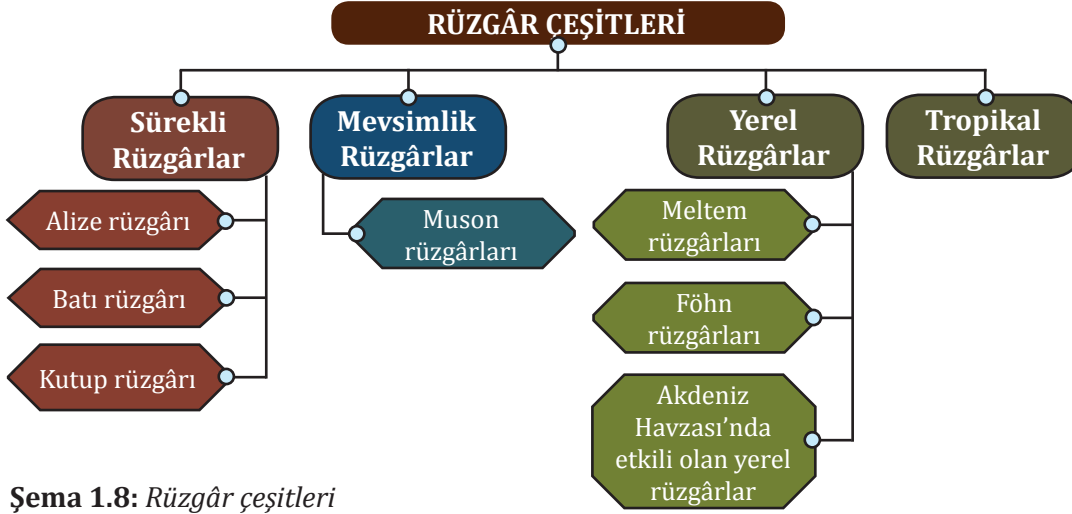 RÜZGÂR ÇEŞİTLERİ
Sürekli
Rüzgârlar
Alize rüzgârı
Batı rüzgârı
Kutup rüzgârı
Mevsimlik
Rüzgârlar
Muson
rüzgârları
Yerel
Rüzgârlar
Meltem
rüzgârları
Föhn
rüzgârları
Akdeniz
Havzası'nda
etkili olan yerel
rüzgârlar
Tropikal
Rüzgârlar
Şema 1.8: Rüzgâr çeşitleri